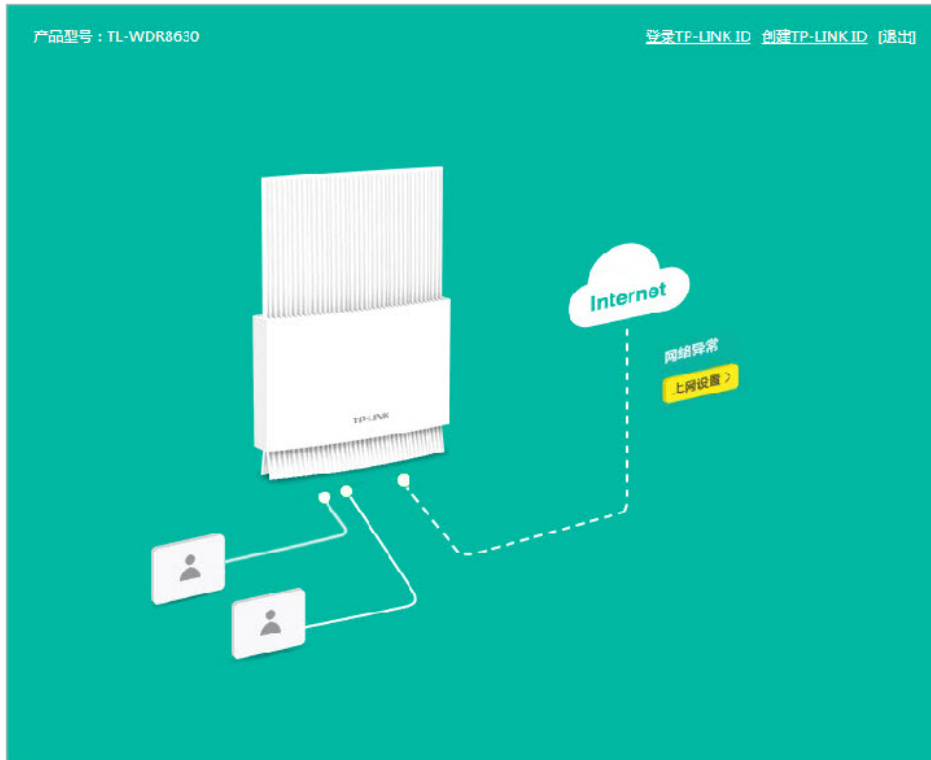 产品型号：TL-WDR8630
登录TP-LINK ID 创建TP-LINK ID [退出]
Internet
网络异常
上网设置 >
TP-LINK